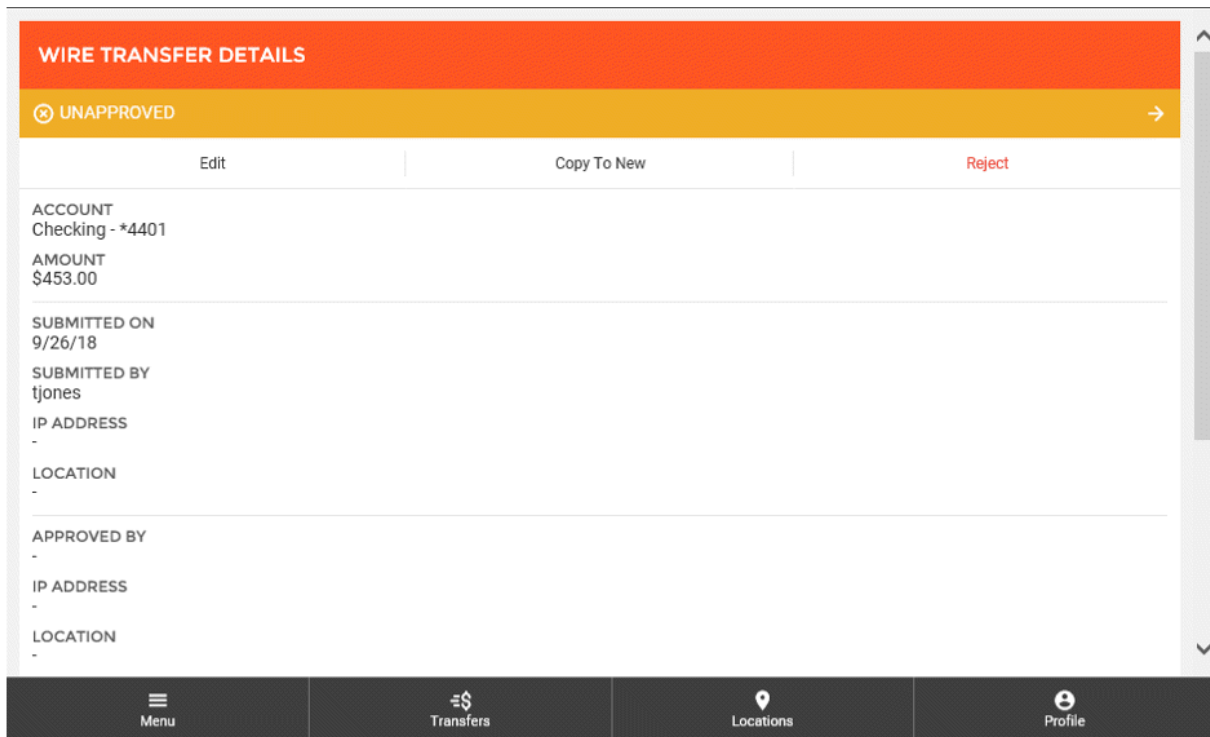 WIRE TRANSFER DETAILS
UNAPPROVED
Edit
Copy To New
Reject
ACCOUNT
Checking - *4401
AMOUNT
$453.00
SUBMITTED ON
9/26/18
SUBMITTED BY
tjones
IP ADDRESS
-
LOCATION
-
APPROVED BY
-
IP ADDRESS
-
LOCATION
-
Menu
Transfers
Locations
Profile